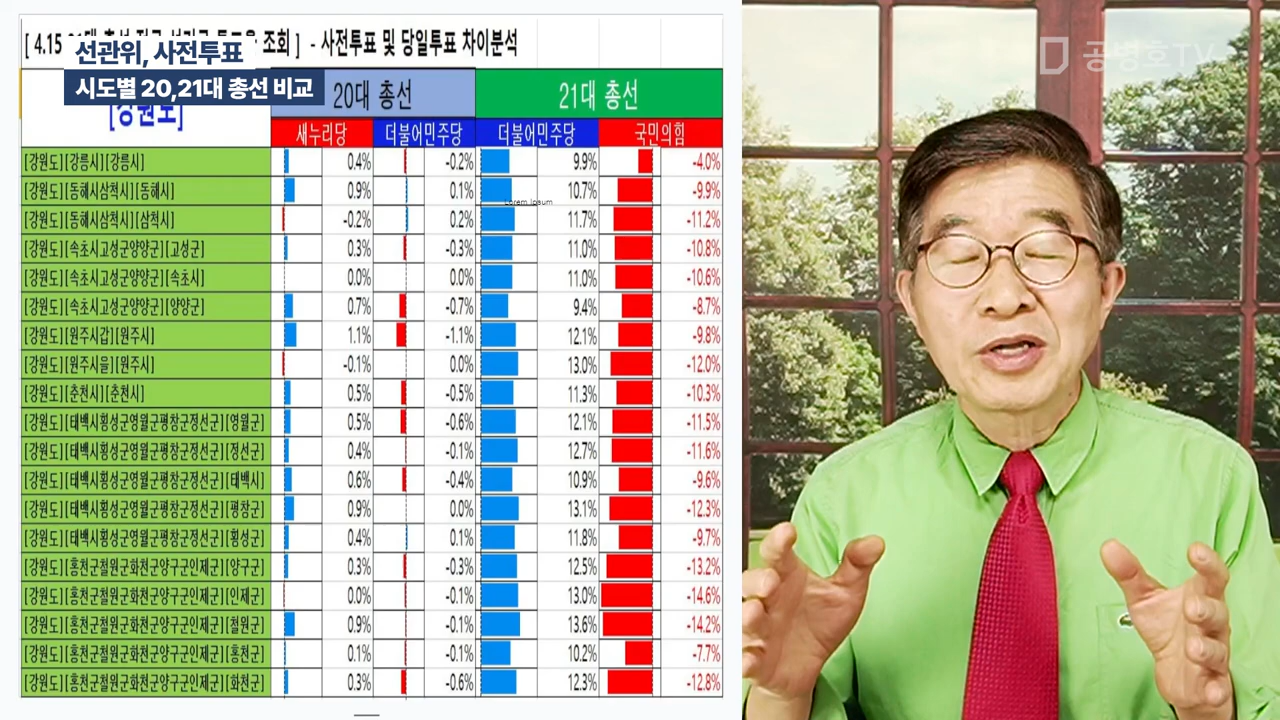 [ 4.15 21대 총선 전국 선거구 투표율 조회 ] - 사전투표 및 당일투표 차이분석
선관위, 사전투표
시도별 20,21대 총선 비교
[강원도]
20대 총선 21대 총선
새누리당 더불어민주당 더불어민주당 국민의힘
[강원도][강릉시][강릉시] 0.4% -0.2% 9.9% -4.0%
[강원도][동해시삼척시][동해시] 0.9% 0.1% 10.7% -9.9%
Lorem Ipsum
[강원도][동해시삼척시][삼척시] -0.2% 0.2% 11.7% -11.2%
[강원도][속초시고성군양양군][고성군] 0.3% -0.3% 11.0% -10.8%
[강원도][속초시고성군양양군][속초시] 0.0% 0.0% 11.0% -10.6%
[강원도][속초시고성군양양군][양양군] 0.7% -0.7% 9.4% -8.7%
[강원도][원주시갑][원주시] 1.1% -1.1% 12.1% -9.8%
[강원도][원주시을][원주시] -0.1% 0.0% 13.0% -12.0%
[강원도][춘천시][춘천시] 0.5% -0.5% 11.3% -10.3%
[강원도][태백시횡성군영월군평창군정선군][영월군] 0.5% -0.6% 12.1% -11.5%
[강원도][태백시횡성군영월군평창군정선군][정선군] 0.4% -0.1% 12.7% -11.6%
[강원도][태백시횡성군영월군평창군정선군][태백시] 0.6% -0.4% 10.9% -9.6%
[강원도][태백시횡성군영월군평창군정선군][평창군] 0.9% 0.0% 13.1% -12.3%
[강원도][태백시횡성군영월군평창군정선군][횡성군] 0.4% 0.1% 11.8% -9.7%
[강원도][홍천군철원군화천군양구군인제군][양구군] 0.3% -0.3% 12.5% -13.2%
[강원도][홍천군철원군화천군양구군인제군][인제군] 0.0% -0.1% 13.0% -14.6%
[강원도][홍천군철원군화천군양구군인제군][철원군] 0.9% -0.1% 13.6% -14.2%
[강원도][홍천군철원군화천군양구군인제군][홍천군] 0.1% -0.1% 10.2% -7.7%
[강원도][홍천군철원군화천군양구군인제군][화천군] 0.3% -0.6% 12.3% -12.8%
공병호TV